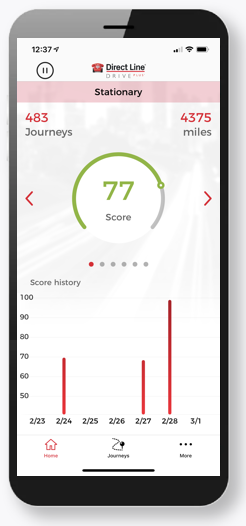 12:37
Direct Line
DRIVE PLUS
Stationary
483
4375
Journeys
miles
77
Score
Score history
100
90
80
70
60
50
2/23 2/24 2/25 2/26 2/27 2/28 3/1
Home Journeys More